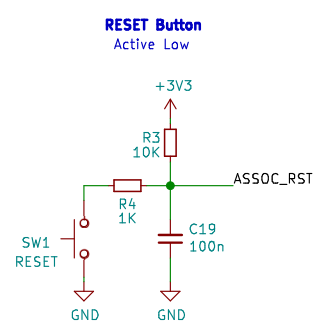 RESET Button
Active Low
+3V3
R3
10K
ASSOC_RST
R4
1K
SW1
RESET
C19
100n
GND
GND